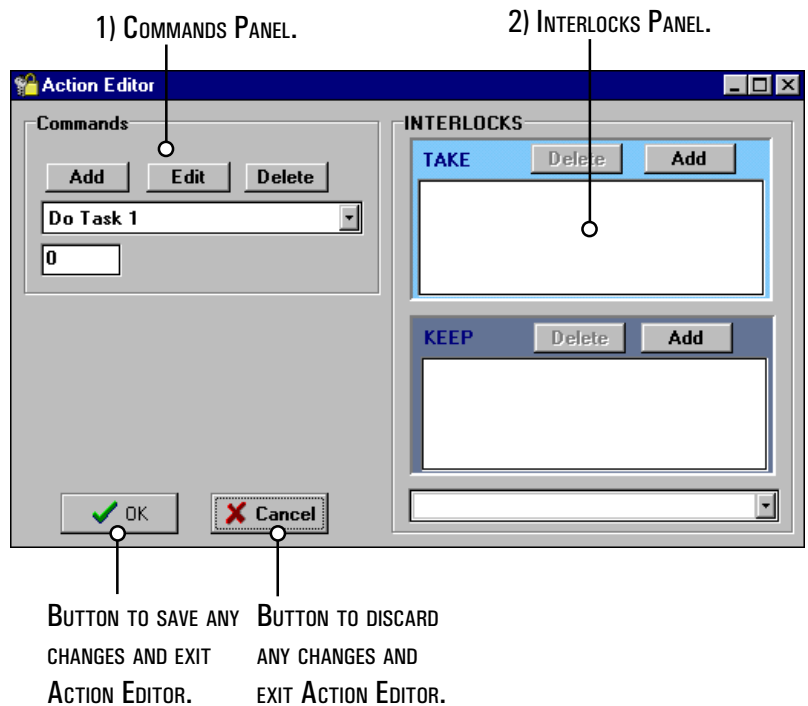 1) Commands Panel.
2) Interlocks Panel.
Action Editor
Commands
Add Edit Delete
Do Task 1
0
INTERLOCKS
TAKE Delete Add
KEEP Delete Add
OK Cancel
Button to save any
changes and exit
Action Editor.
Button to discard
any changes and
exit Action Editor.